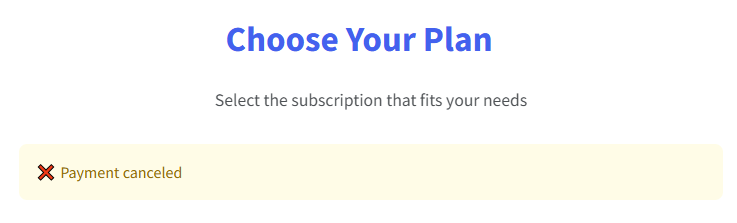 Choose Your Plan
Select the subscription that fits your needs
❌ Payment canceled